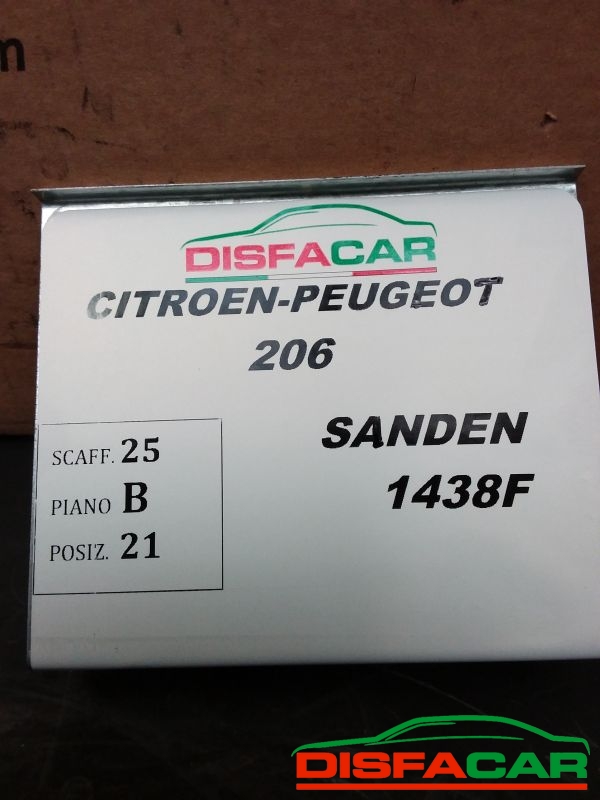 m
DISFACAR
CITROEN-PEUGEOT
206
SANDEN
1438F
SCAFF. 25
PIANO B
POSIZ. 21
DISFACAR